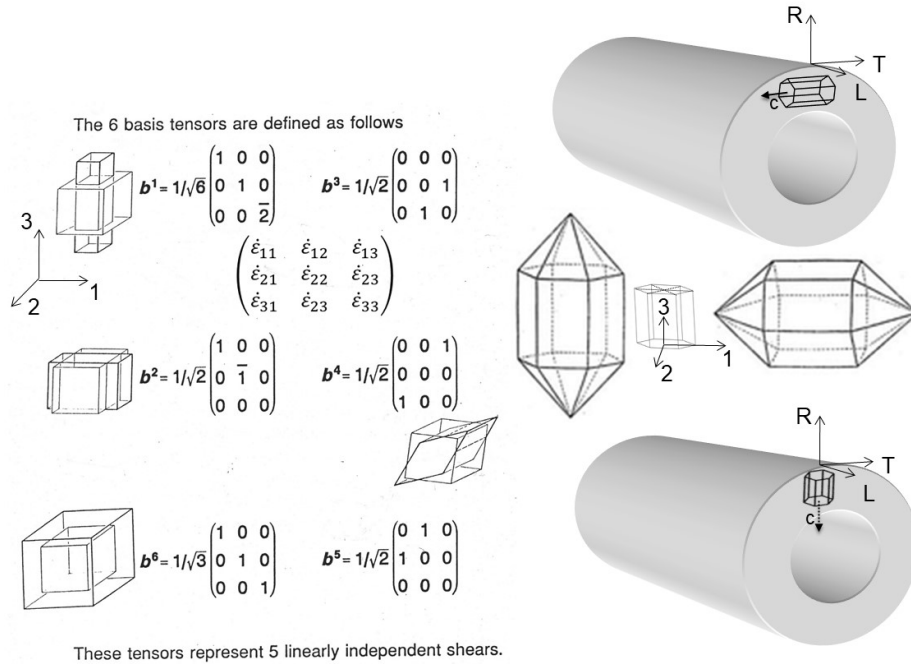 The 6 basis tensors are defined as follows
b¹ = 1/√6 (1 0 0
0 1 0
0 0 2̅)
b³ = 1/√2 (0 0 0
0 0 1
0 1 0)
3
1
2
(ε̇₁₁ ε̇₁₂ ε̇₁₃
ε̇₂₁ ε̇₂₂ ε̇₂₃
ε̇₃₁ ε̇₂₃ ε̇₃₃)
b² = 1/√2 (1 0 0
0 1̅ 0
0 0 0)
b⁴ = 1/√2 (0 0 1
0 0 0
1 0 0)
b⁶ = 1/√3 (1 0 0
0 1 0
0 0 1)
b⁵ = 1/√2 (0 1 0
1 0 0
0 0 0)
These tensors represent 5 linearly independent shears.
R
T
L
c
3
1
2
R
T
L
c